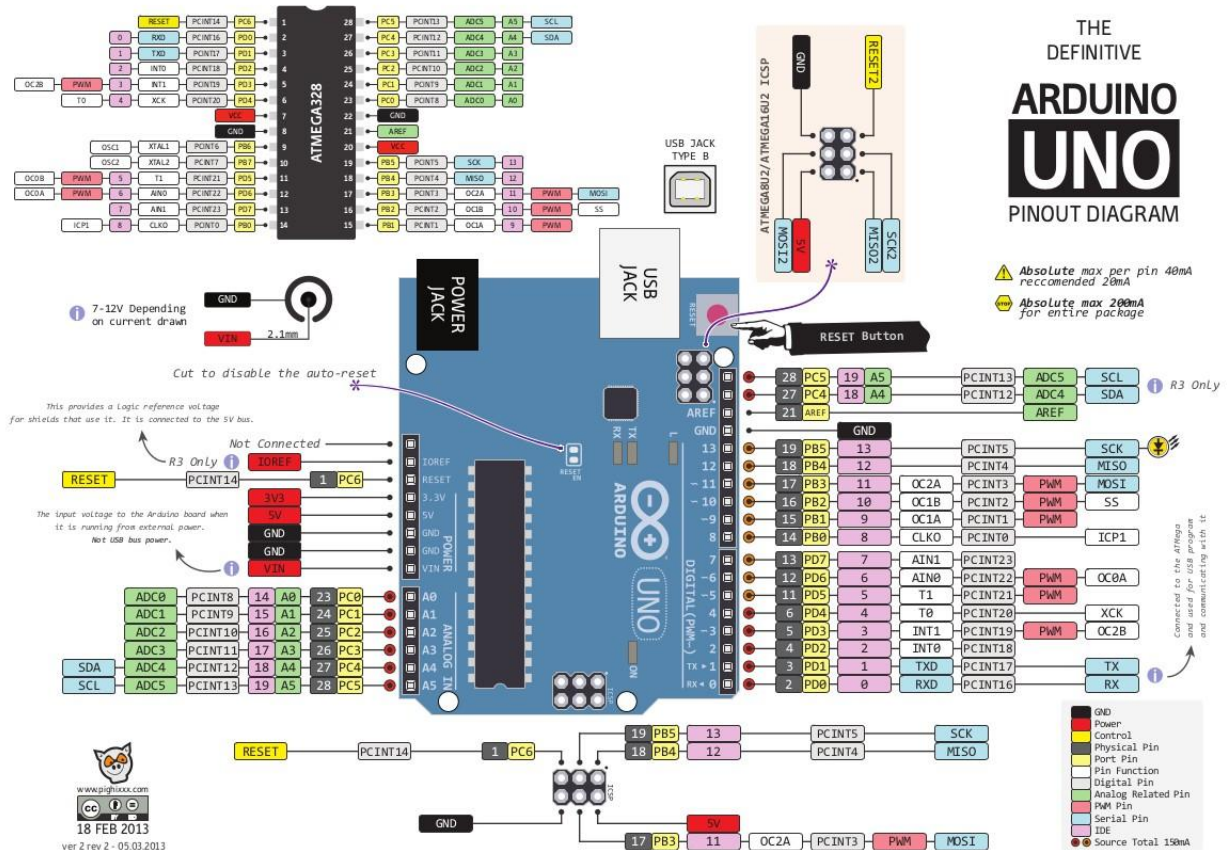 THE
DEFINITIVE
ARDUINO
UNO
PINOUT DIAGRAM
Absolute max per pin 40mA
reccomended 20mA
STOP
Absolute max 200mA
for entire package
ATMEGA328
RESET PCINT14 PC6 1
0 RXD PCINT16 PD0 2
1 TXD PCINT17 PD1 3
2 INT0 PCINT18 PD2 4
OC2B PWM 3 INT1 PCINT19 PD3 5
T0 4 XCK PCINT20 PD4 6
VCC 7
GND 8
OSC1 XTAL1 PCINT6 PB6 9
OSC2 XTAL2 PCINT7 PB7 10
OC0B PWM 5 T1 PCINT21 PD5 11
OC0A PWM 6 AIN0 PCINT22 PD6 12
7 AIN1 PCINT23 PD7 13
ICP1 8 CLKO PCINT0 PB0 14
28 PC5 PCINT13 ADC5 A5 SCL
27 PC4 PCINT12 ADC4 A4 SDA
26 PC3 PCINT11 ADC3 A3
25 PC2 PCINT10 ADC2 A2
24 PC1 PCINT9 ADC1 A1
23 PC0 PCINT8 ADC0 A0
22 GND
21 AREF
20 VCC
19 PB5 PCINT5 SCK 13
18 PB4 PCINT4 MISO 12
17 PB3 PCINT3 OC2A 11 PWM MOSI
16 PB2 PCINT2 OC1B 10 PWM SS
15 PB1 PCINT1 OC1A 9 PWM
USB JACK
TYPE B
ATMEGA8U2/ATMEGA16U2 ICSP
GND
RESET2
MOSI2
5V
MISO2
SCK2
i 7-12V Depending
on current drawn
GND
VIN
2.1mm
POWER
JACK
USB
JACK
RESET
RESET Button
Cut to disable the auto-reset
This provides a logic reference voltage
for shields that use it. It is connected to the 5V bus.
Not Connected
R3 Only i IOREF
RESET PCINT14 1 PC6
3V3
5V
GND
GND
i VIN
The input voltage to the Arduino board when
it is running from external power.
Not USB bus power.
ADC0 PCINT8 14 A0 23 PC0
ADC1 PCINT9 15 A1 24 PC1
ADC2 PCINT10 16 A2 25 PC2
ADC3 PCINT11 17 A3 26 PC3
SDA ADC4 PCINT12 18 A4 27 PC4
SCL ADC5 PCINT13 19 A5 28 PC5
IOREF
RESET
3.3V
5V
GND
GND
VIN
POWER
A0
A1
A2
A3
A4
A5
ANALOG IN
RESET
EN
RX
TX
L
ARDUINO
UNO
ON
ICSP
AREF
GND
13
12
~11
~10
~9
8
7
~6
~5
4
~3
2
TX ▸ 1
RX ◂ 0
DIGITAL(PWM~)
28 PC5 19 A5 PCINT13 ADC5 SCL
27 PC4 18 A4 PCINT12 ADC4 SDA
i R3 Only
21 AREF AREF
GND
19 PB5 13 PCINT5 SCK
18 PB4 12 PCINT4 MISO
17 PB3 11 OC2A PCINT3 PWM MOSI
16 PB2 10 OC1B PCINT2 PWM SS
15 PB1 9 OC1A PCINT1 PWM
14 PB0 8 CLKO PCINT0 ICP1
13 PD7 7 AIN1 PCINT23
12 PD6 6 AIN0 PCINT22 PWM OC0A
11 PD5 5 T1 PCINT21 PWM
6 PD4 4 T0 PCINT20 XCK
5 PD3 3 INT1 PCINT19 PWM OC2B
4 PD2 2 INT0 PCINT18
3 PD1 1 TXD PCINT17 TX
2 PD0 0 RXD PCINT16 RX
i
Connected to the ATMega
and used for USB program
and communicating with it
RESET PCINT14 1 PC6
19 PB5 13 PCINT5 SCK
18 PB4 12 PCINT4 MISO
ICSP
GND
5V
17 PB3 11 OC2A PCINT3 PWM MOSI
www.pighixxx.com
cc
BY ND
18 FEB 2013
ver 2 rev 2 - 05.03.2013
GND
Power
Control
Physical Pin
Port Pin
Pin Function
Digital Pin
Analog Related Pin
PWM Pin
Serial Pin
IDE
Source Total 150mA